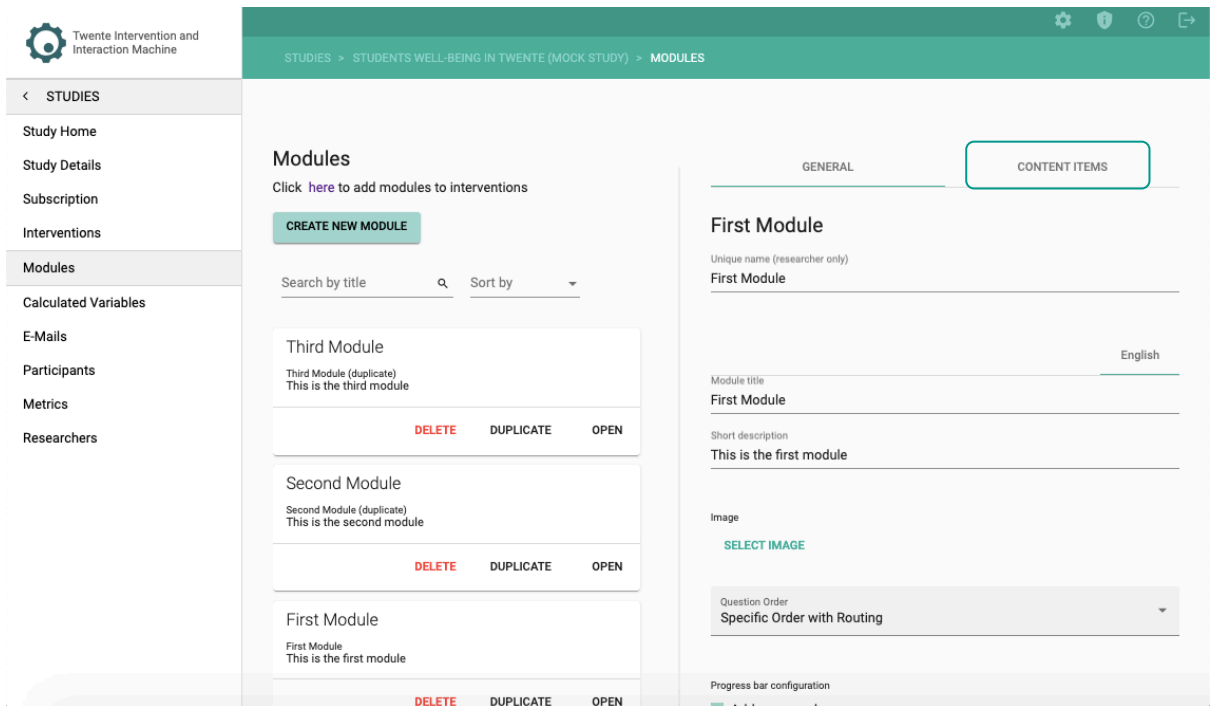 Twente Intervention and
Interaction Machine
STUDIES > STUDENTS WELL-BEING IN TWENTE (MOCK STUDY) > MODULES
< STUDIES
Study Home
Study Details
Subscription
Interventions
Modules
Calculated Variables
E-Mails
Participants
Metrics
Researchers
Modules
Click here to add modules to interventions
CREATE NEW MODULE
Search by title
Sort by
Third Module
Third Module (duplicate)
This is the third module
DELETE DUPLICATE OPEN
Second Module
Second Module (duplicate)
This is the second module
DELETE DUPLICATE OPEN
First Module
First Module
This is the first module
DELETE DUPLICATE OPEN
GENERAL
CONTENT ITEMS
First Module
Unique name (researcher only)
First Module
English
Module title
First Module
Short description
This is the first module
Image
SELECT IMAGE
Question Order
Specific Order with Routing
Progress bar configuration